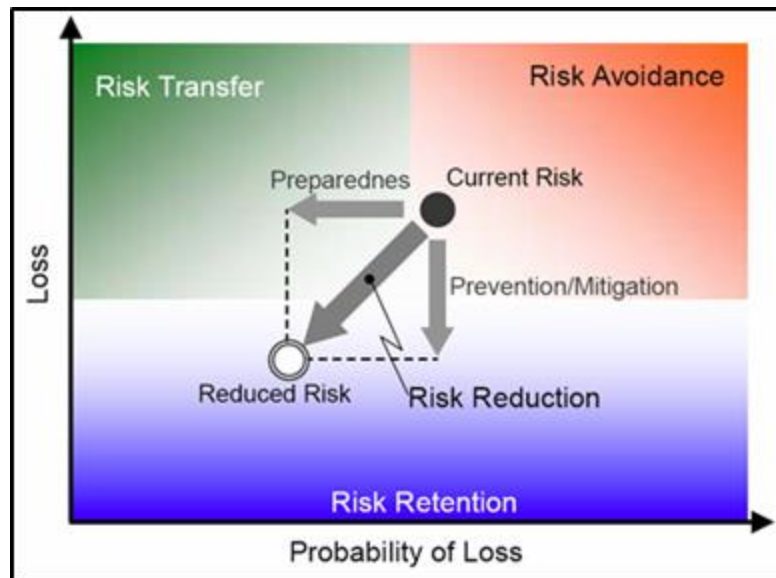 Risk Transfer
Risk Avoidance
Preparednes
Current Risk
Loss
Prevention/Mitigation
Reduced Risk
Risk Reduction
Risk Retention
Probability of Loss